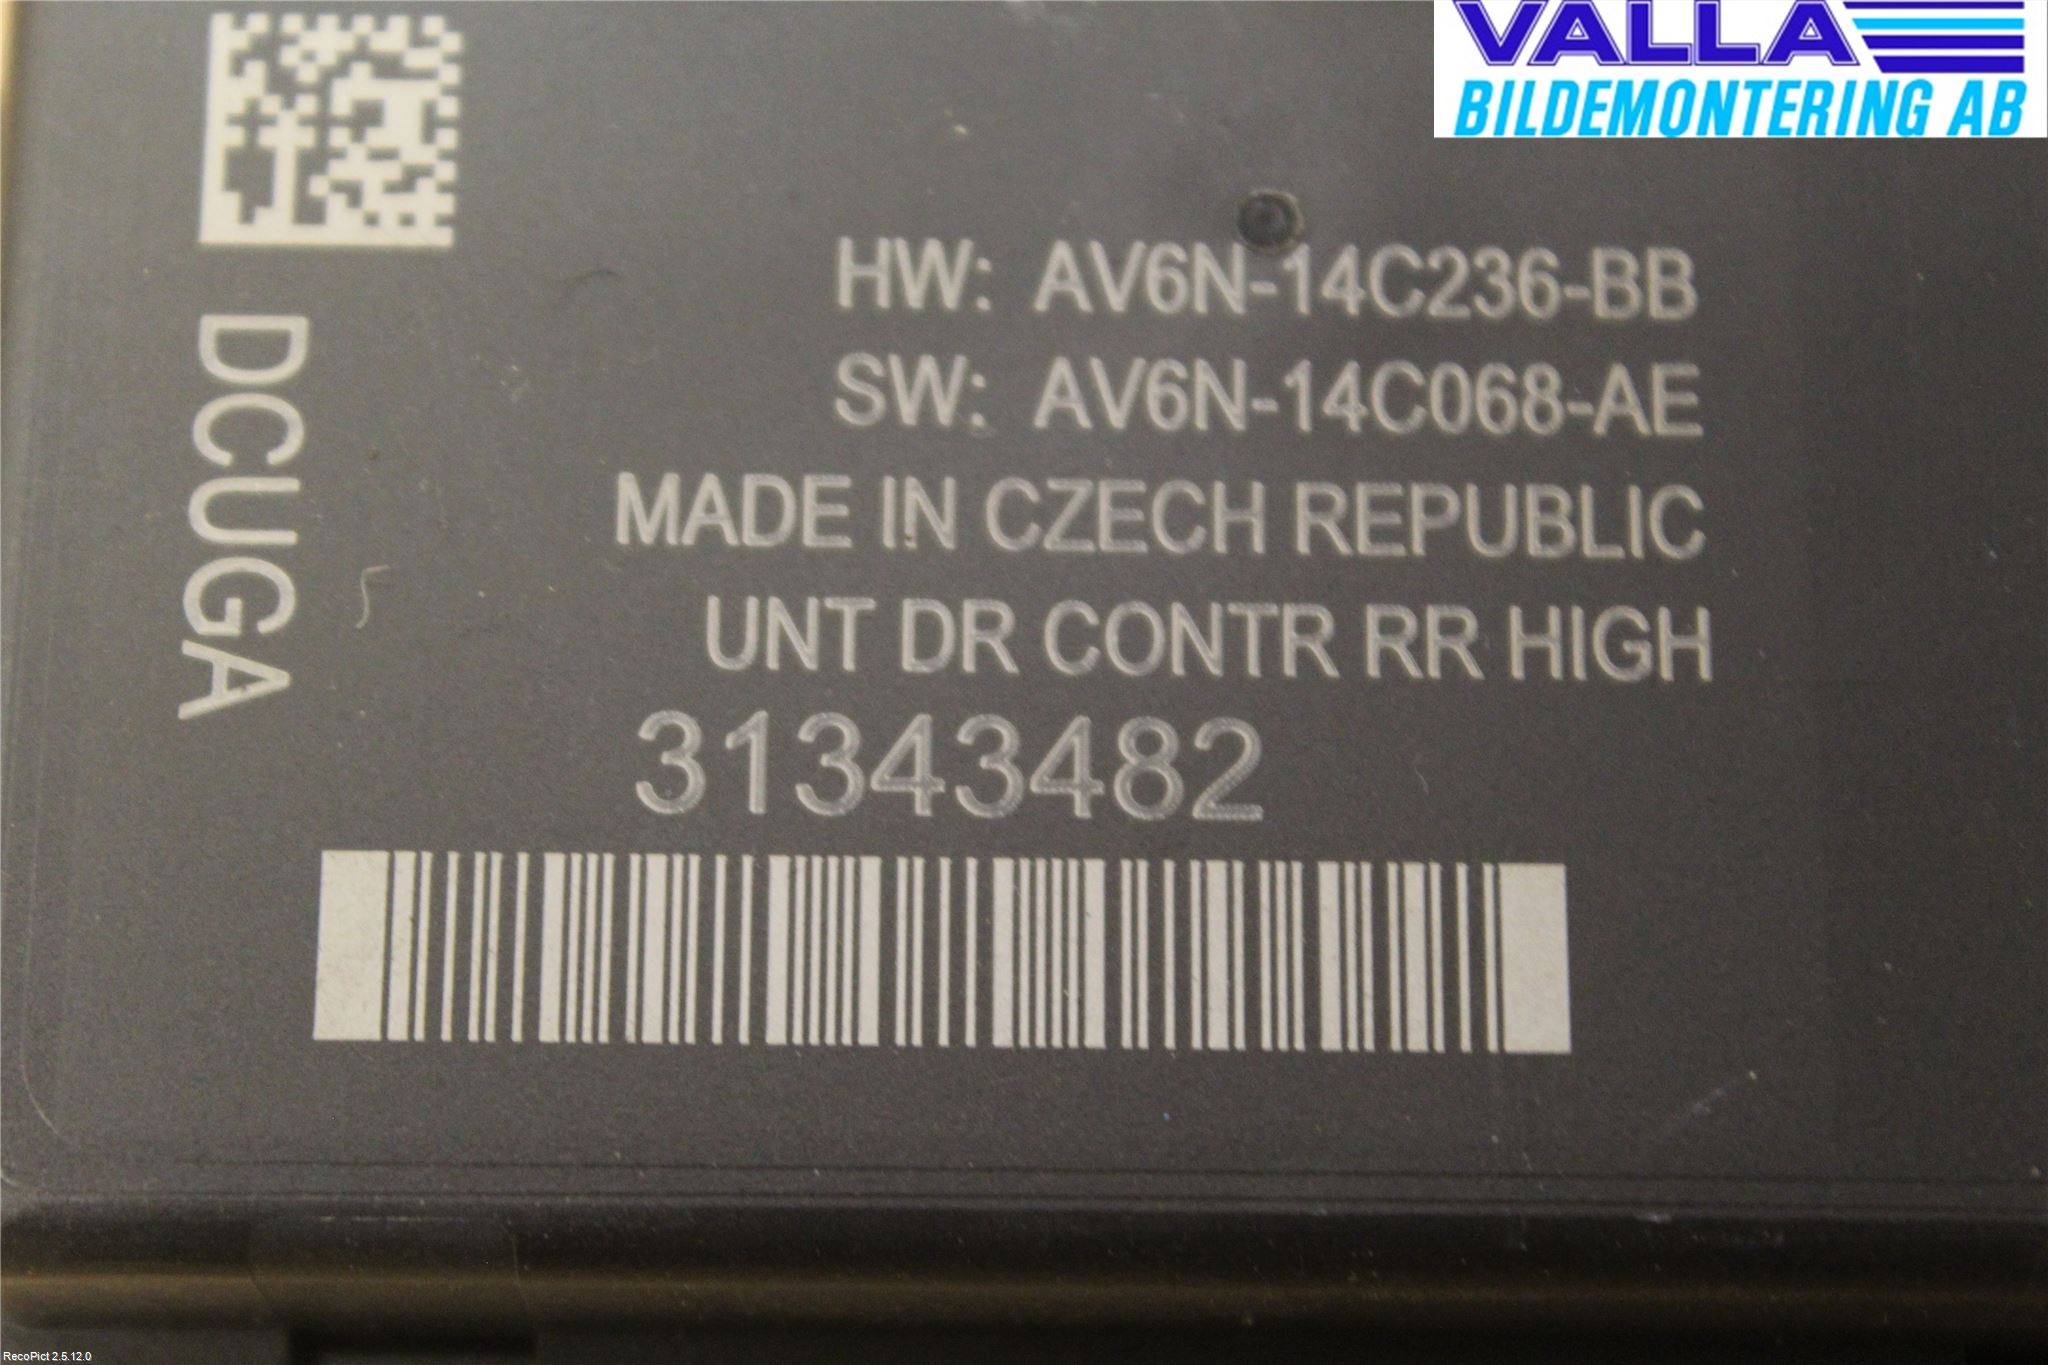 VALLA
BILDEMONTERING AB
DCUGA
HW: AV6N-14C236-BB
SW: AV6N-14C068-AE
MADE IN CZECH REPUBLIC
UNT DR CONTR RR HIGH
31343482
RecoPict 2.5.12.0